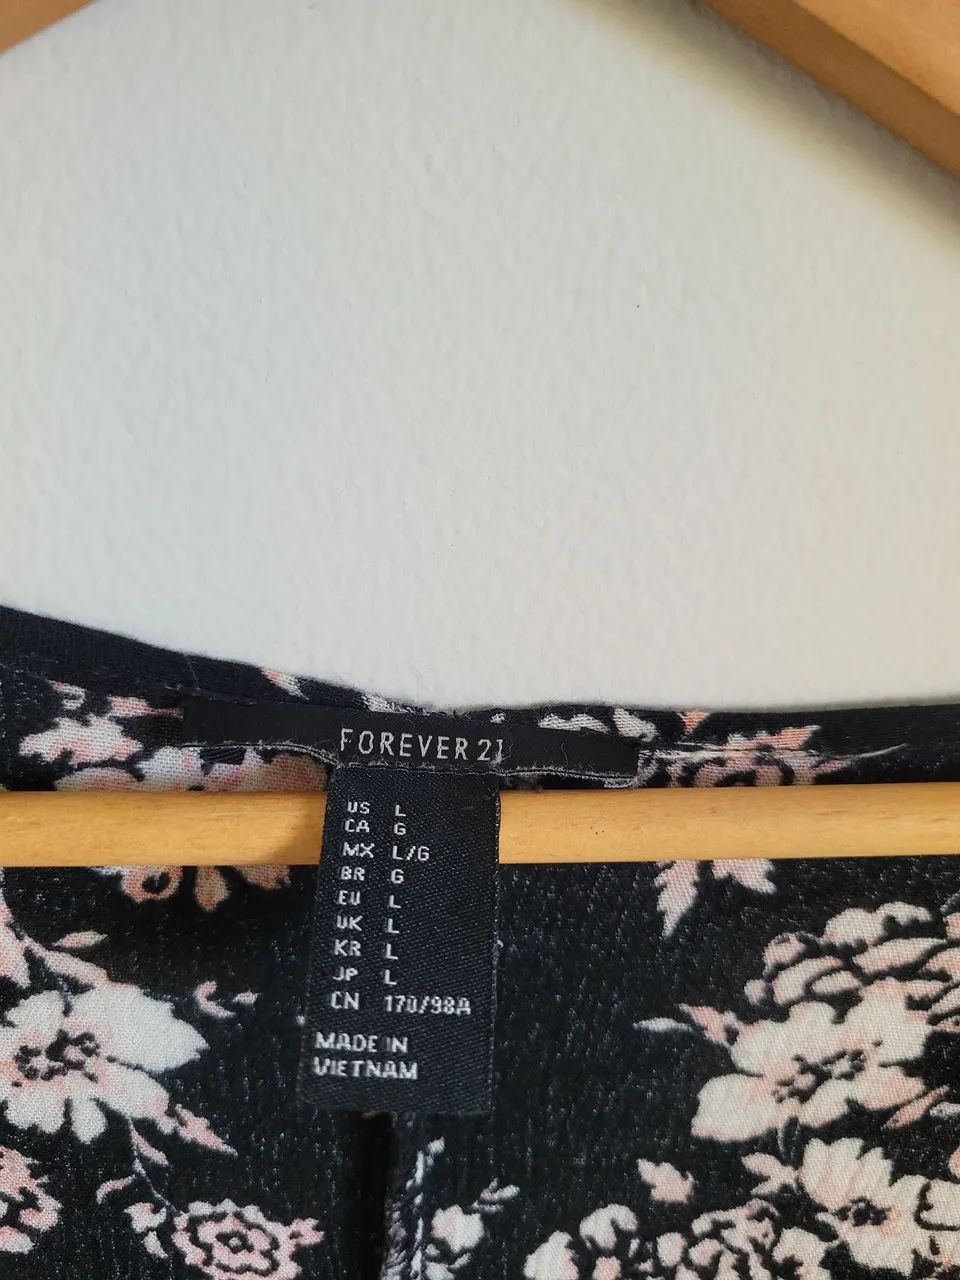 FOREVER 21
US L
CA G
MX L/G
BR G
EU L
UK L
KR L
JP L
CN 170/98A
MADE IN
VIETNAM